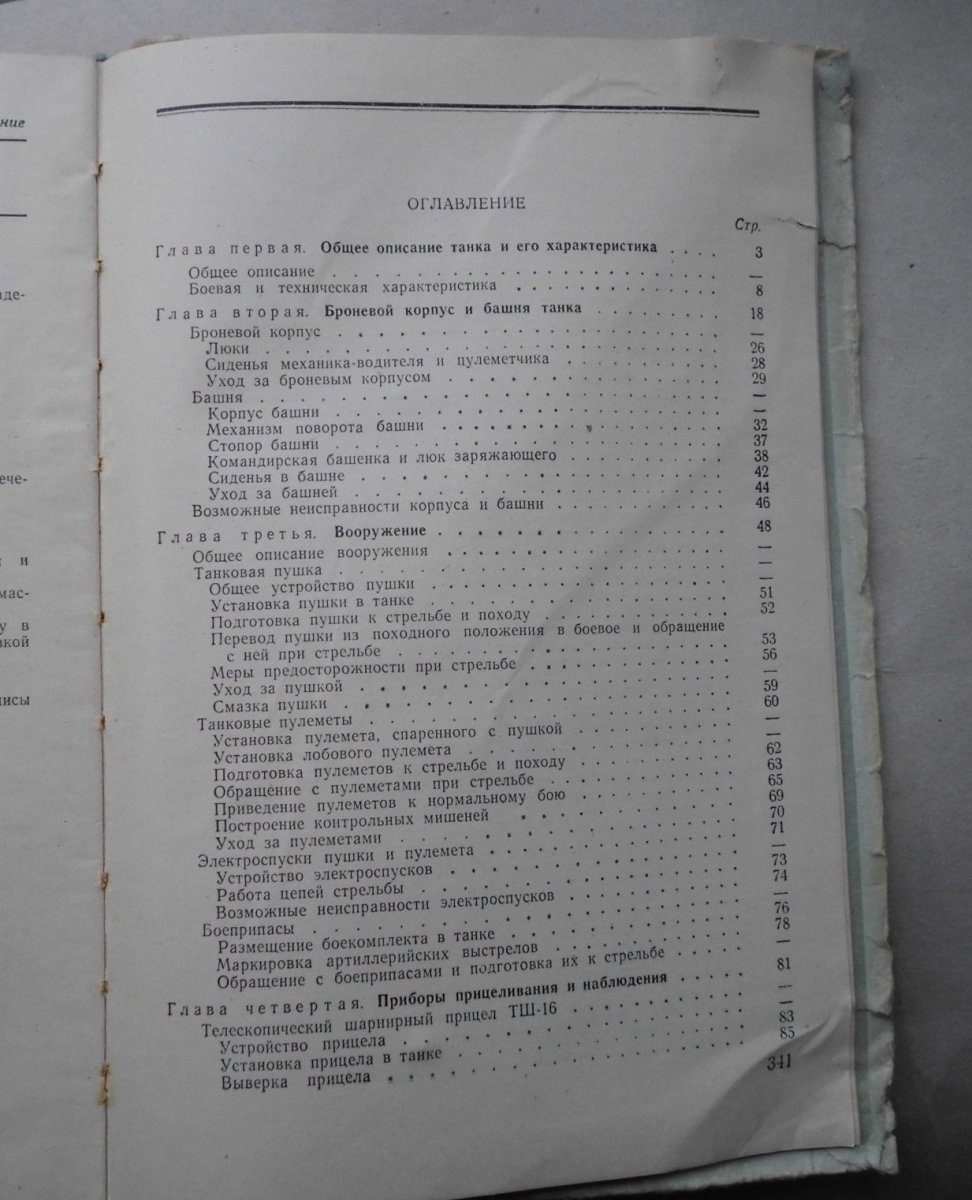 ние
аде-
ече-
и
мас-
у в
вкой
писы
ОГЛАВЛЕНИЕ
Стр.
Глава первая. Общее описание танка и его характеристика . . . . 3
Общее описание . . . . . . . . . . . . . . . . —
Боевая и техническая характеристика . . . . . . . . . . 8
Глава вторая. Броневой корпус и башня танка . . . . . . . . 18
Броневой корпус . . . . . . . . . . . . . . . . —
Люки . . . . . . . . . . . . . . . . 26
Сиденья механика-водителя и пулеметчика . . . . . . . . 28
Уход за броневым корпусом . . . . . . . . . . . . 29
Башня . . . . . . . . . . . . . . . . —
Корпус башни . . . . . . . . . . . . . . . . —
Механизм поворота башни . . . . . . . . . . . . 32
Стопор башни . . . . . . . . . . . . . . . . 37
Командирская башенка и люк заряжающего . . . . . . . . 38
Сиденья в башне . . . . . . . . . . . . . . 42
Уход за башней . . . . . . . . . . . . . . 44
Возможные неисправности корпуса и башни . . . . . . . . 46
Глава третья. Вооружение . . . . . . . . . . . . 48
Общее описание вооружения . . . . . . . . . . . . —
Танковая пушка . . . . . . . . . . . . . . —
Общее устройство пушки . . . . . . . . . . . . —
Установка пушки в танке . . . . . . . . . . . . 51
Подготовка пушки к стрельбе и походу . . . . . . . . 52
Перевод пушки из походного положения в боевое и обращение
с ней при стрельбе . . . . . . . . . . . . 53
Меры предосторожности при стрельбе . . . . . . . . 56
Уход за пушкой . . . . . . . . . . . . . . —
Смазка пушки . . . . . . . . . . . . . . 59
Танковые пулеметы . . . . . . . . . . . . . . 60
Установка пулемета, спаренного с пушкой . . . . . . . . —
Установка лобового пулемета . . . . . . . . . . —
Подготовка пулеметов к стрельбе и походу . . . . . . . . 62
Обращение с пулеметами при стрельбе . . . . . . . . 63
Приведение пулеметов к нормальному бою . . . . . . . . 65
Построение контрольных мишеней . . . . . . . . . . 69
Уход за пулеметами . . . . . . . . . . . . 70
Электроспуски пушки и пулемета . . . . . . . . . . 71
Устройство электроспусков . . . . . . . . . . —
Работа цепей стрельбы . . . . . . . . . . . . 73
Возможные неисправности электроспусков . . . . . . . . 74
Боеприпасы . . . . . . . . . . . . . . —
Размещение боекомплекта в танке . . . . . . . . . . 76
Маркировка артиллерийских выстрелов . . . . . . . . 78
Обращение с боеприпасами и подготовка их к стрельбе . . . . —
Глава четвертая. Приборы прицеливания и наблюдения . . . . . 81
Телескопический шарнирный прицел ТШ-16 . . . . . . . . —
Устройство прицела . . . . . . . . . . . . —
Установка прицела в танке . . . . . . . . . . 83
Выверка прицела . . . . . . . . . . . . . . 85
341